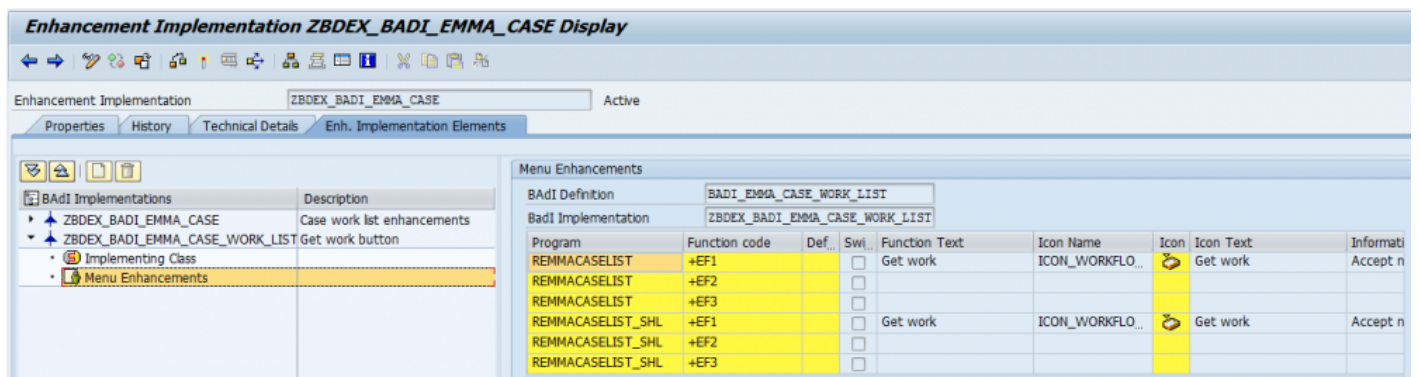 Enhancement Implementation ZBDEX_BADI_EMMA_CASE Display
Enhancement Implementation ZBDEX_BADI_EMMA_CASE Active
Properties History Technical Details Enh. Implementation Elements
BAdI Implementations Description
ZBDEX_BADI_EMMA_CASE Case work list enhancements
ZBDEX_BADI_EMMA_CASE_WORK_LIST Get work button
Implementing Class
Menu Enhancements
Menu Enhancements
BAdI Definition BADI_EMMA_CASE_WORK_LIST
BadI Implementation ZBDEX_BADI_EMMA_CASE_WORK_LIST
Program Function code Def... Swi... Function Text Icon Name Icon Icon Text Informati
REMMACASELIST +EF1 Get work ICON_WORKFLO... Get work Accept n
REMMACASELIST +EF2
REMMACASELIST +EF3
REMMACASELIST_SHL +EF1 Get work ICON_WORKFLO... Get work Accept n
REMMACASELIST_SHL +EF2
REMMACASELIST_SHL +EF3